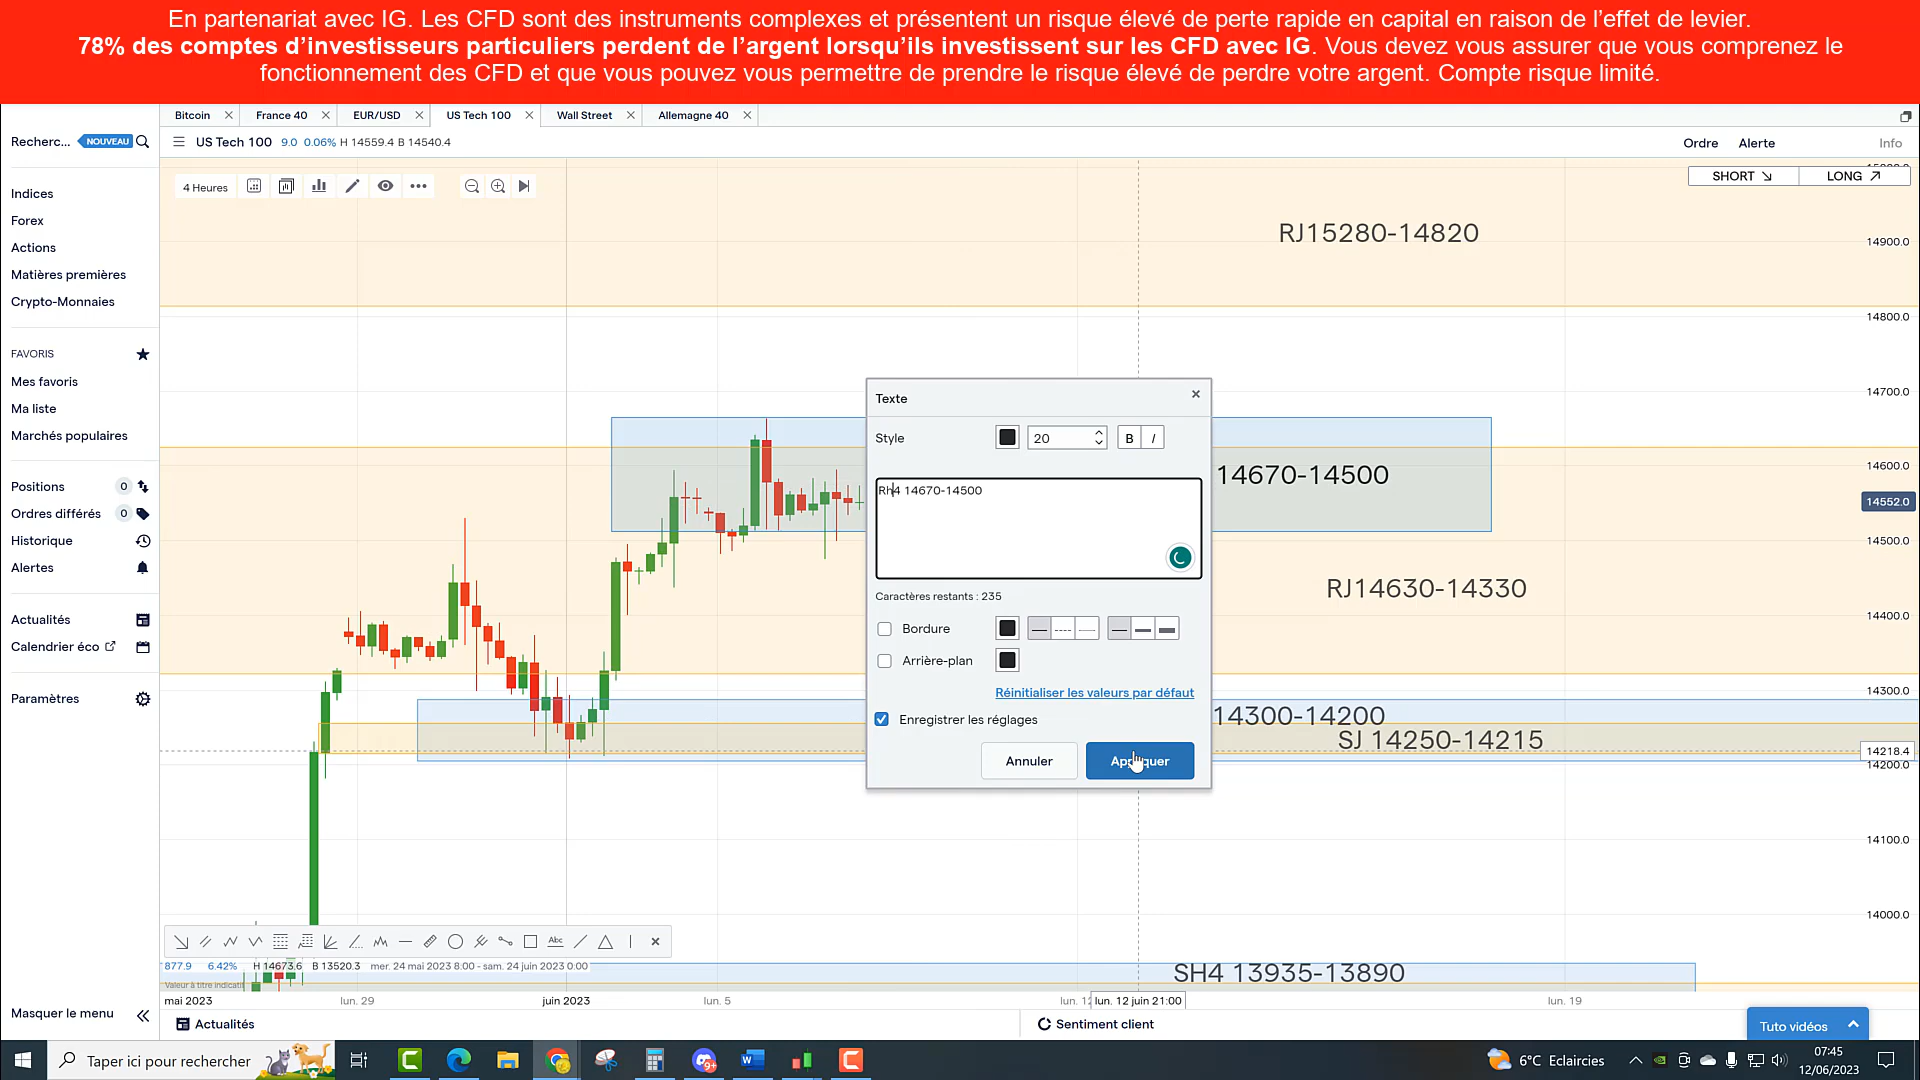 En partenariat avec IG. Les CFD sont des instruments complexes et présentent un risque élevé de perte rapide en capital en raison de l'effet de levier.
78% des comptes d'investisseurs particuliers perdent de l'argent lorsqu'ils investissent sur les CFD avec IG. Vous devez vous assurer que vous comprenez le
fonctionnement des CFD et que vous pouvez vous permettre de prendre le risque élevé de perdre votre argent. Compte risque limité.
Bitcoin France 40 EUR/USD US Tech 100 Wall Street Allemagne 40
Recherc... NOUVEAU
US Tech 100 9.0 0.06% H 14559.4 B 14540.4
Ordre Alerte Info
4 Heures
SHORT LONG
Indices
Forex
Actions
Matières premières
Crypto-Monnaies
FAVORIS
Mes favoris
Ma liste
Marchés populaires
Positions 0
Ordres différés 0
Historique
Alertes
Actualités
Calendrier éco
Paramètres
Masquer le menu
RJ15280-14820
14670-14500
RJ14630-14330
14300-14200
SJ 14250-14215
SH4 13935-13890
14900.0
14800.0
14700.0
14600.0
14552.0
14500.0
14400.0
14300.0
14218.4
14200.0
14100.0
14000.0
Texte
Style 20 B I
Rh4 14670-14500
Caractères restants : 235
Bordure
Arrière-plan
Réinitialiser les valeurs par défaut
Enregistrer les réglages
Annuler Appliquer
Abc
877.9 6.42% H 14673.6 B 13520.3 mer. 24 mai 2023 8:00 - sam. 24 juin 2023 0:00
Valeur à titre indicatif
mai 2023 lun. 29 juin 2023 lun. 5 lun. 12 lun. 12 juin 21:00 lun. 19
Actualités Sentiment client
Tuto vidéos
Taper ici pour rechercher
6°C Eclaircies
07:45
12/06/2023